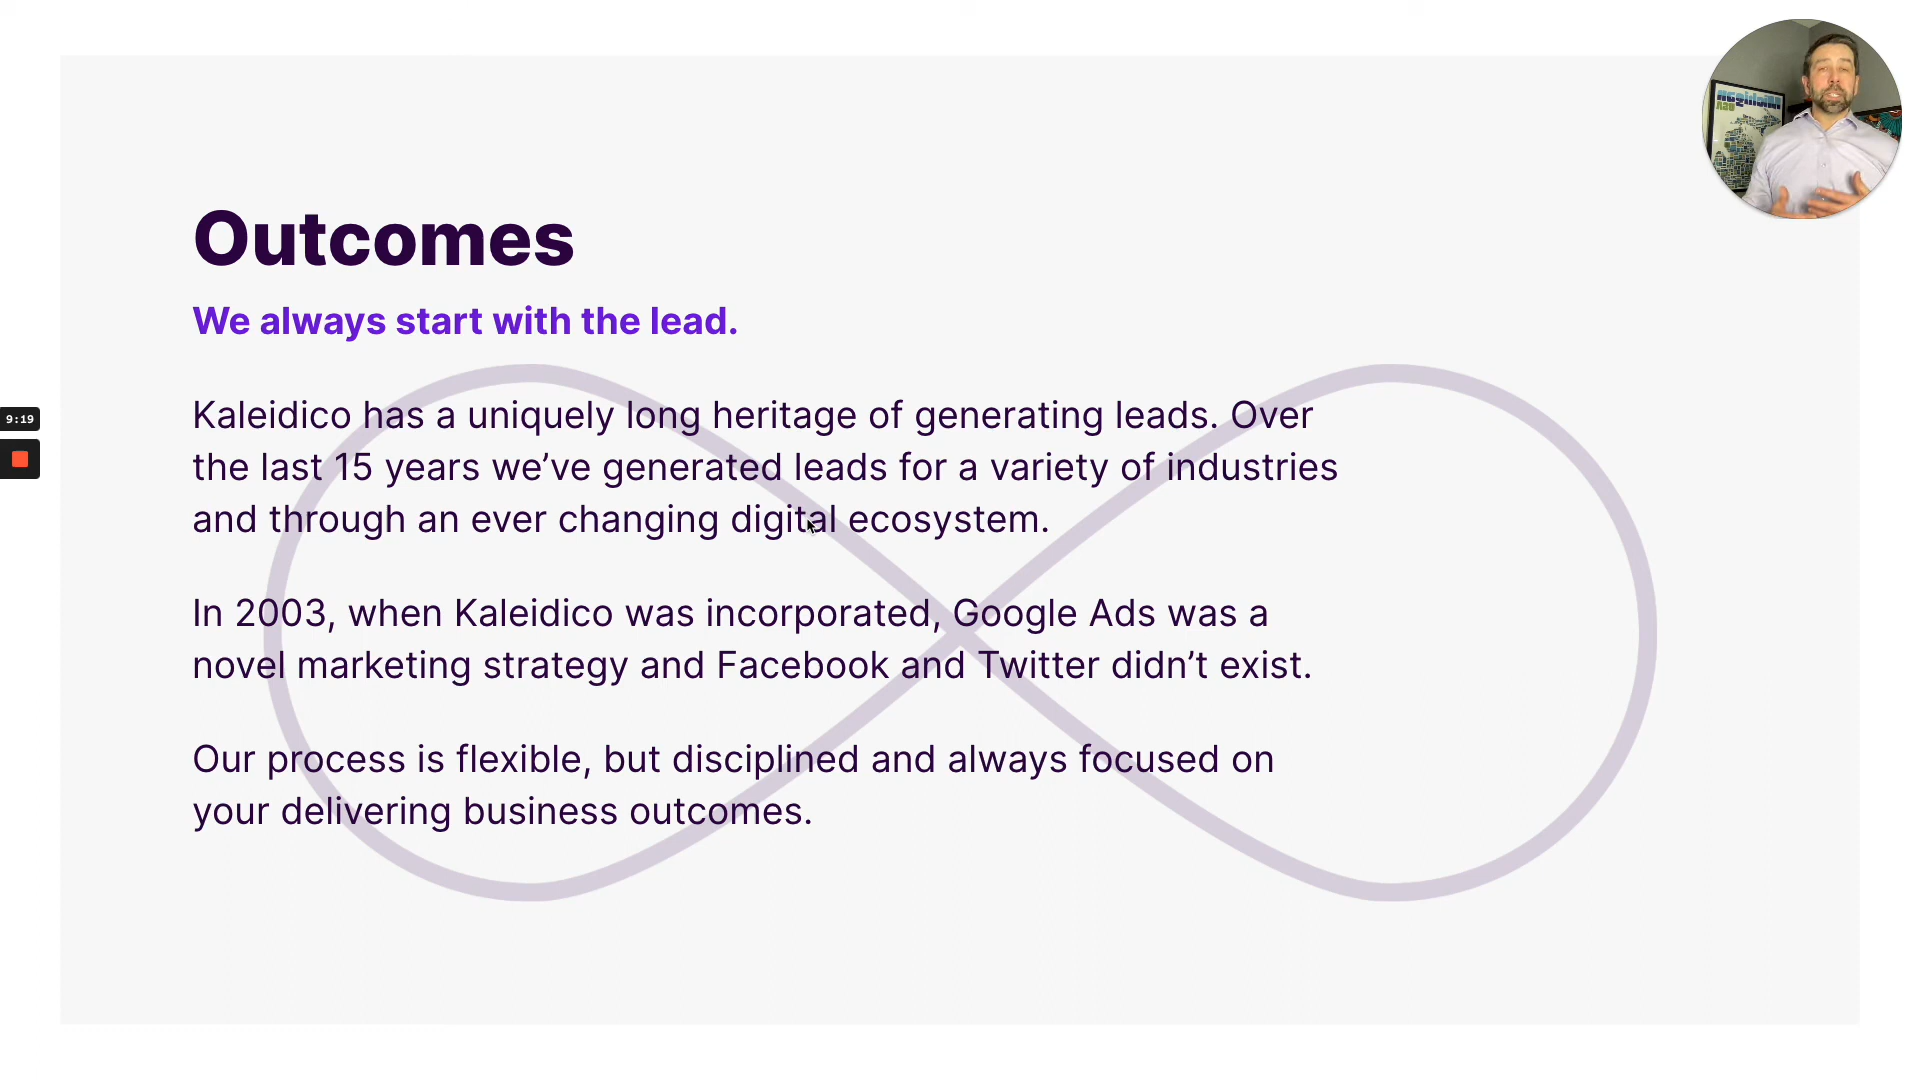 Outcomes
We always start with the lead.
Kaleidico has a uniquely long heritage of generating leads. Over
the last 15 years we’ve generated leads for a variety of industries
and through an ever changing digital ecosystem.
In 2003, when Kaleidico was incorporated, Google Ads was a
novel marketing strategy and Facebook and Twitter didn’t exist.
Our process is flexible, but disciplined and always focused on
your delivering business outcomes.
9:19